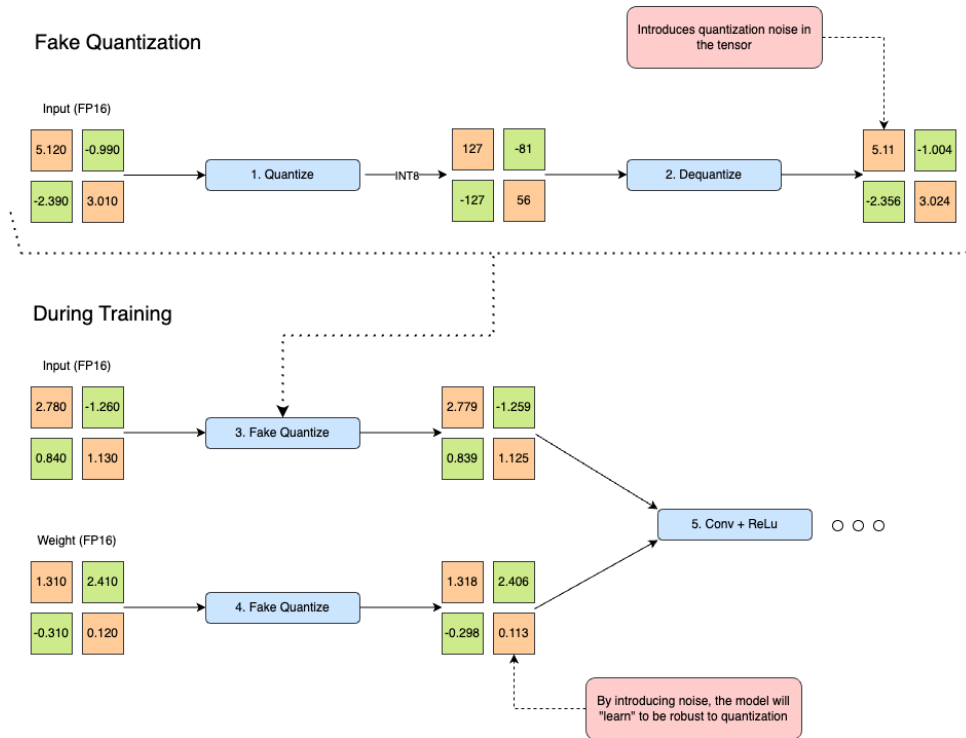 Fake Quantization
Introduces quantization noise in
the tensor
Input (FP16)
5.120 -0.990
-2.390 3.010
1. Quantize
INT8
127 -81
-127 56
2. Dequantize
5.11 -1.004
-2.356 3.024
During Training
Input (FP16)
2.780 -1.260
0.840 1.130
3. Fake Quantize
2.779 -1.259
0.839 1.125
Weight (FP16)
1.310 2.410
-0.310 0.120
4. Fake Quantize
1.318 2.406
-0.298 0.113
5. Conv + ReLu
By introducing noise, the model will
"learn" to be robust to quantization